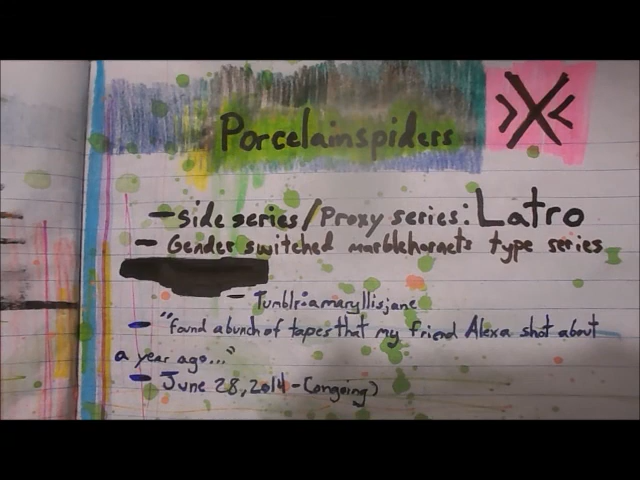 Porcelainspiders
>X<
- side series/Proxy series: Latro
- Gender switched marblehornets type series
- Tumblr: amaryllisjane
- "Found a bunch of tapes that my friend Alexa shot about
a year ago..."
- June 28, 2014 - (ongoing)